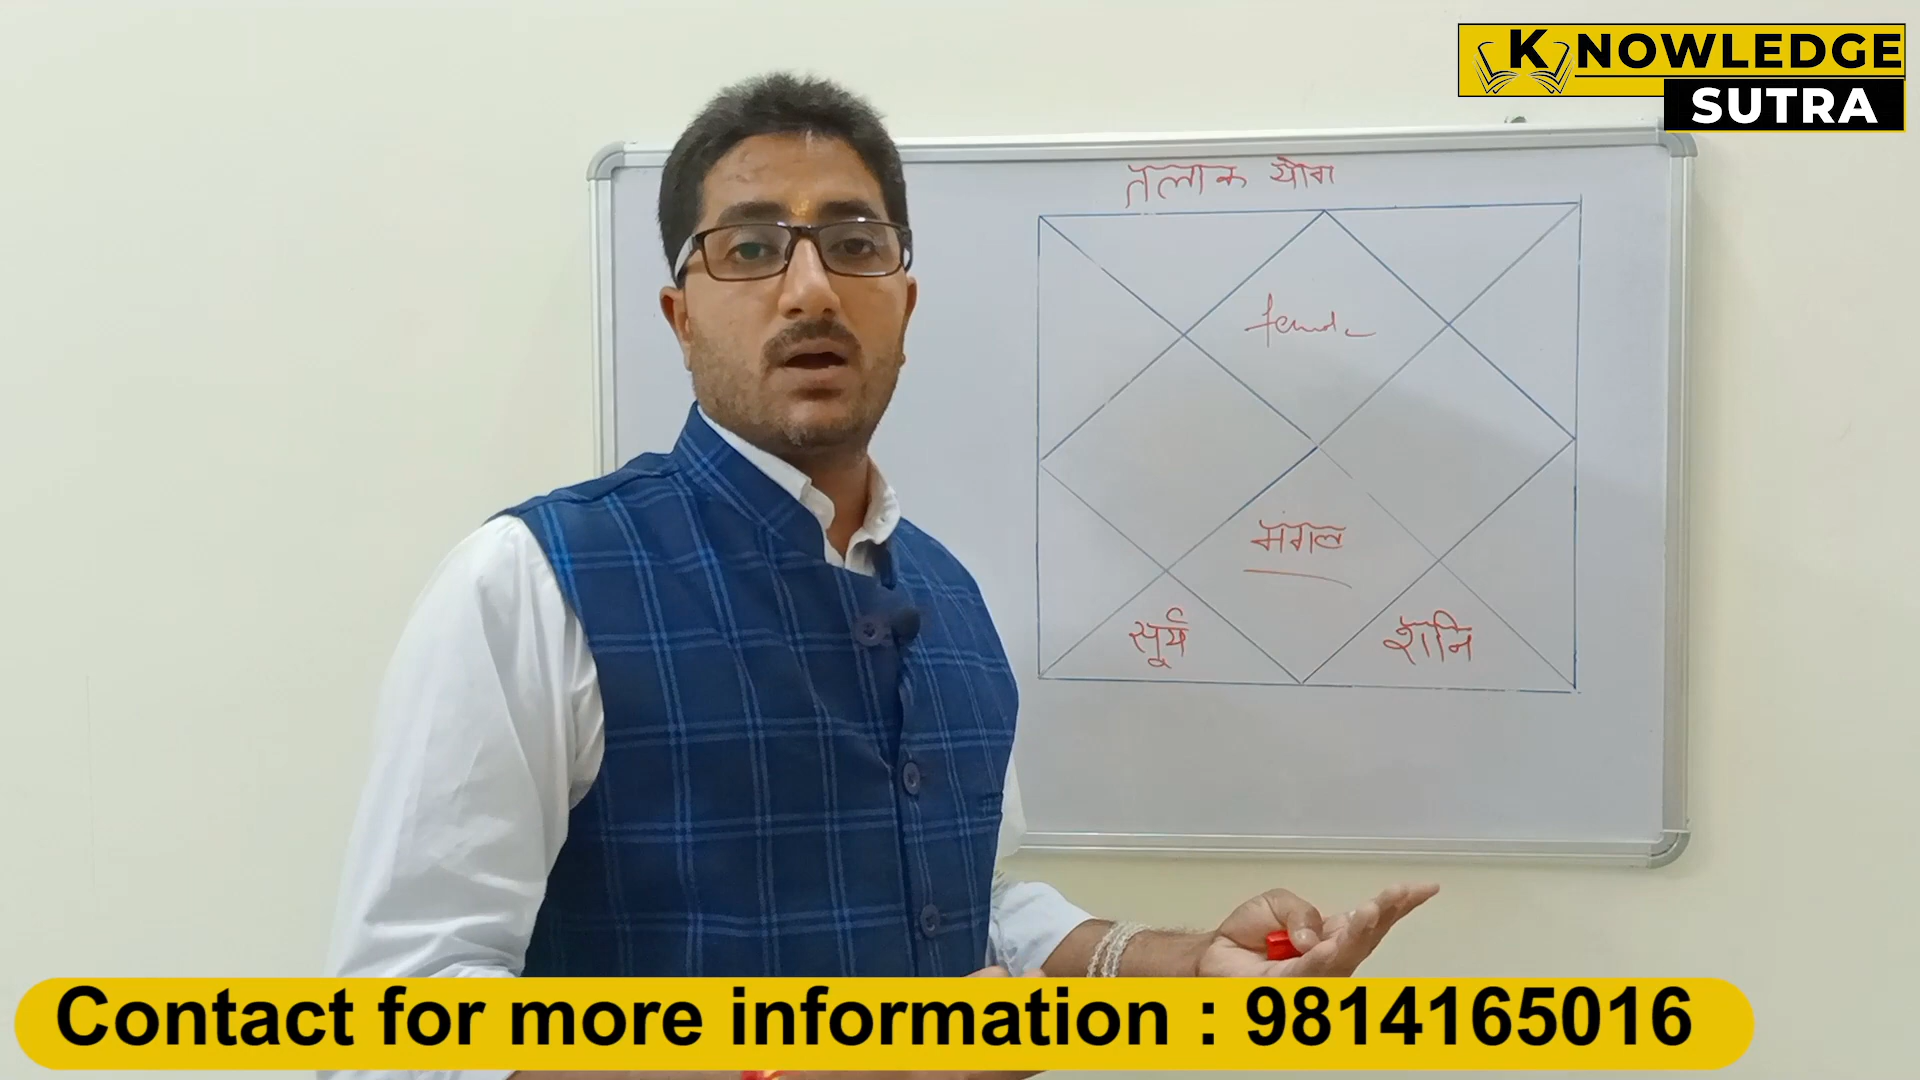 KNOWLEDGE
SUTRA
तलाक योग
female
मंगल
सूर्य
शनि
Contact for more information : 9814165016